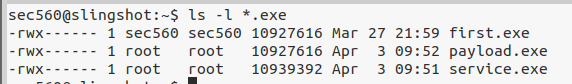 sec560@slingshot:~$ ls -l *.exe
-rwx------ 1 sec560 sec560 10927616 Mar 27 21:59 first.exe
-rwx------ 1 root   root   10927616 Apr  3 09:52 payload.exe
-rwx------ 1 root   root   10939392 Apr  3 09:51 service.exe